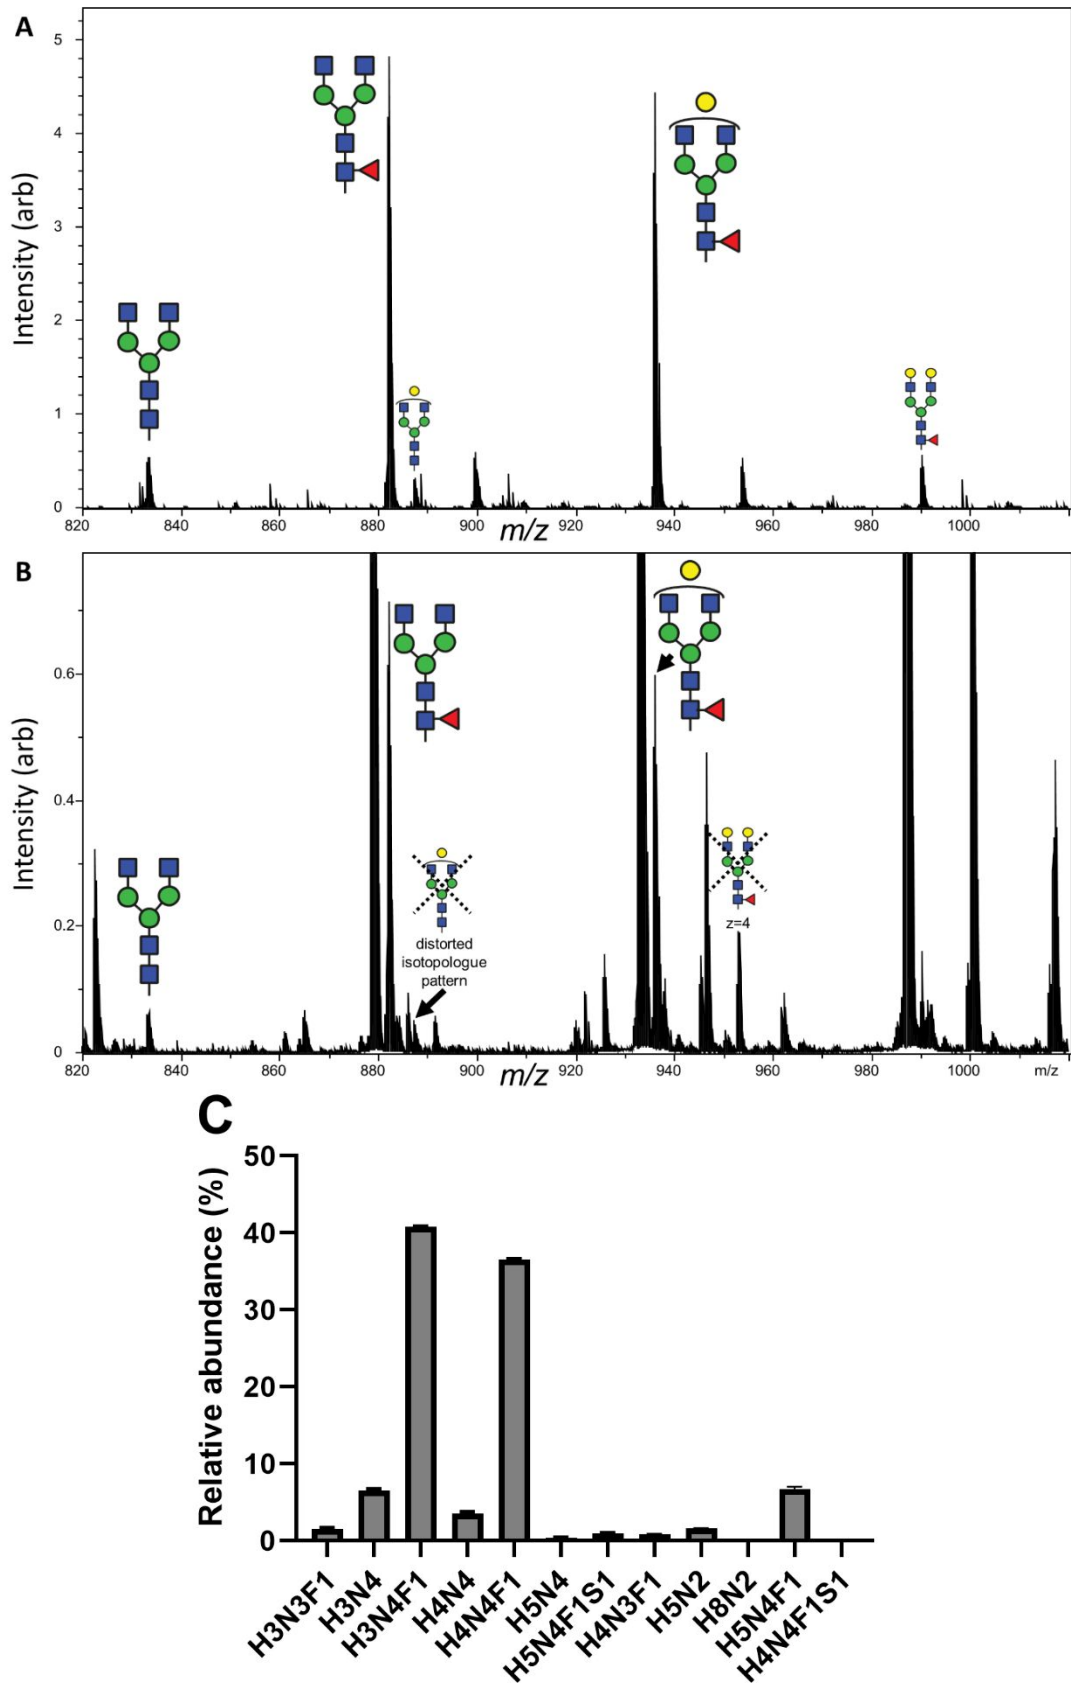 A
Intensity (arb)
5
4
3
2
1
0
820 840 860 880 900 920 940 960 980 1000
m/z
B
Intensity (arb)
0.6
0.4
0.2
0
distorted
isotopologue
pattern
z=4
820 840 860 880 900 920 940 960 980 1000 m/z
m/z
C
Relative abundance (%)
50
40
30
20
10
0
H3N3F1
H3N4
H3N4F1
H4N4
H4N4F1
H5N4
H5N4F1S1
H4N3F1
H5N2
H8N2
H5N4F1
H4N4F1S1